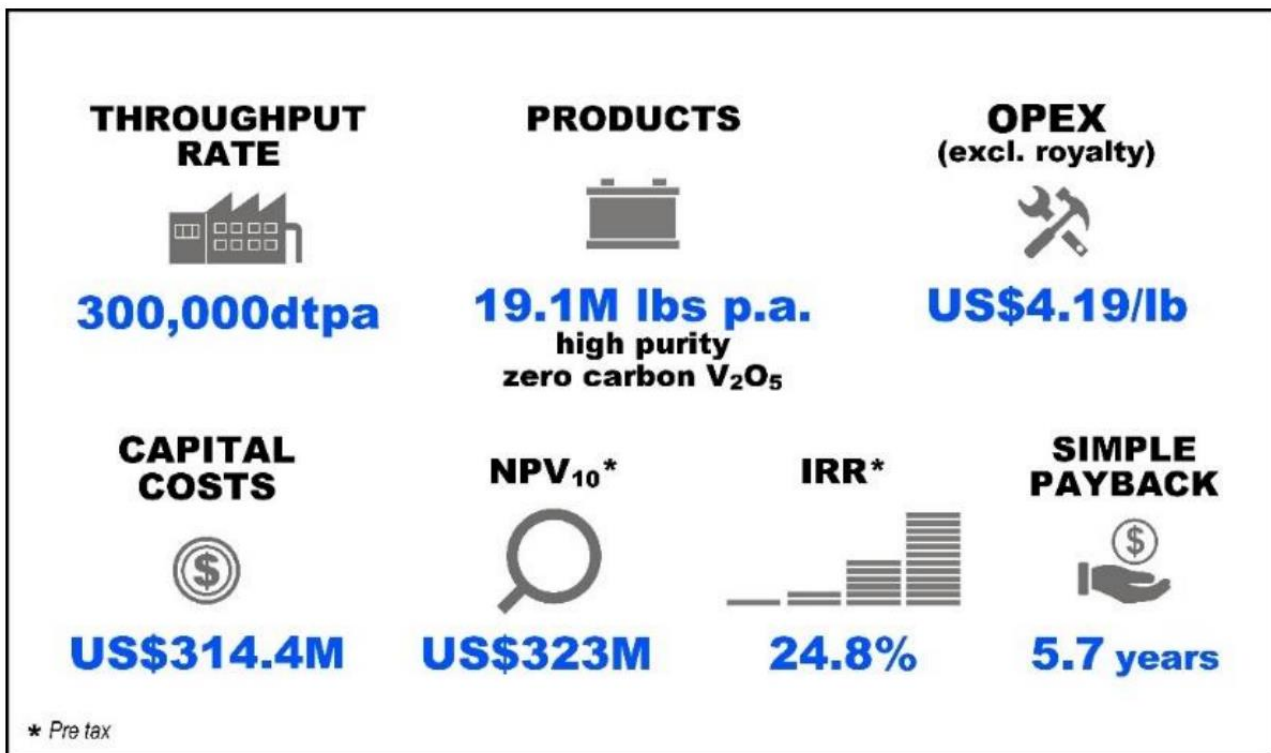 THROUGHPUT
RATE
300,000dtpa
PRODUCTS
19.1M lbs p.a.
high purity
zero carbon V₂O₅
OPEX
(excl. royalty)
US$4.19/lb
CAPITAL
COSTS
US$314.4M
NPV₁₀*
US$323M
IRR*
24.8%
SIMPLE
PAYBACK
5.7 years
* Pre tax